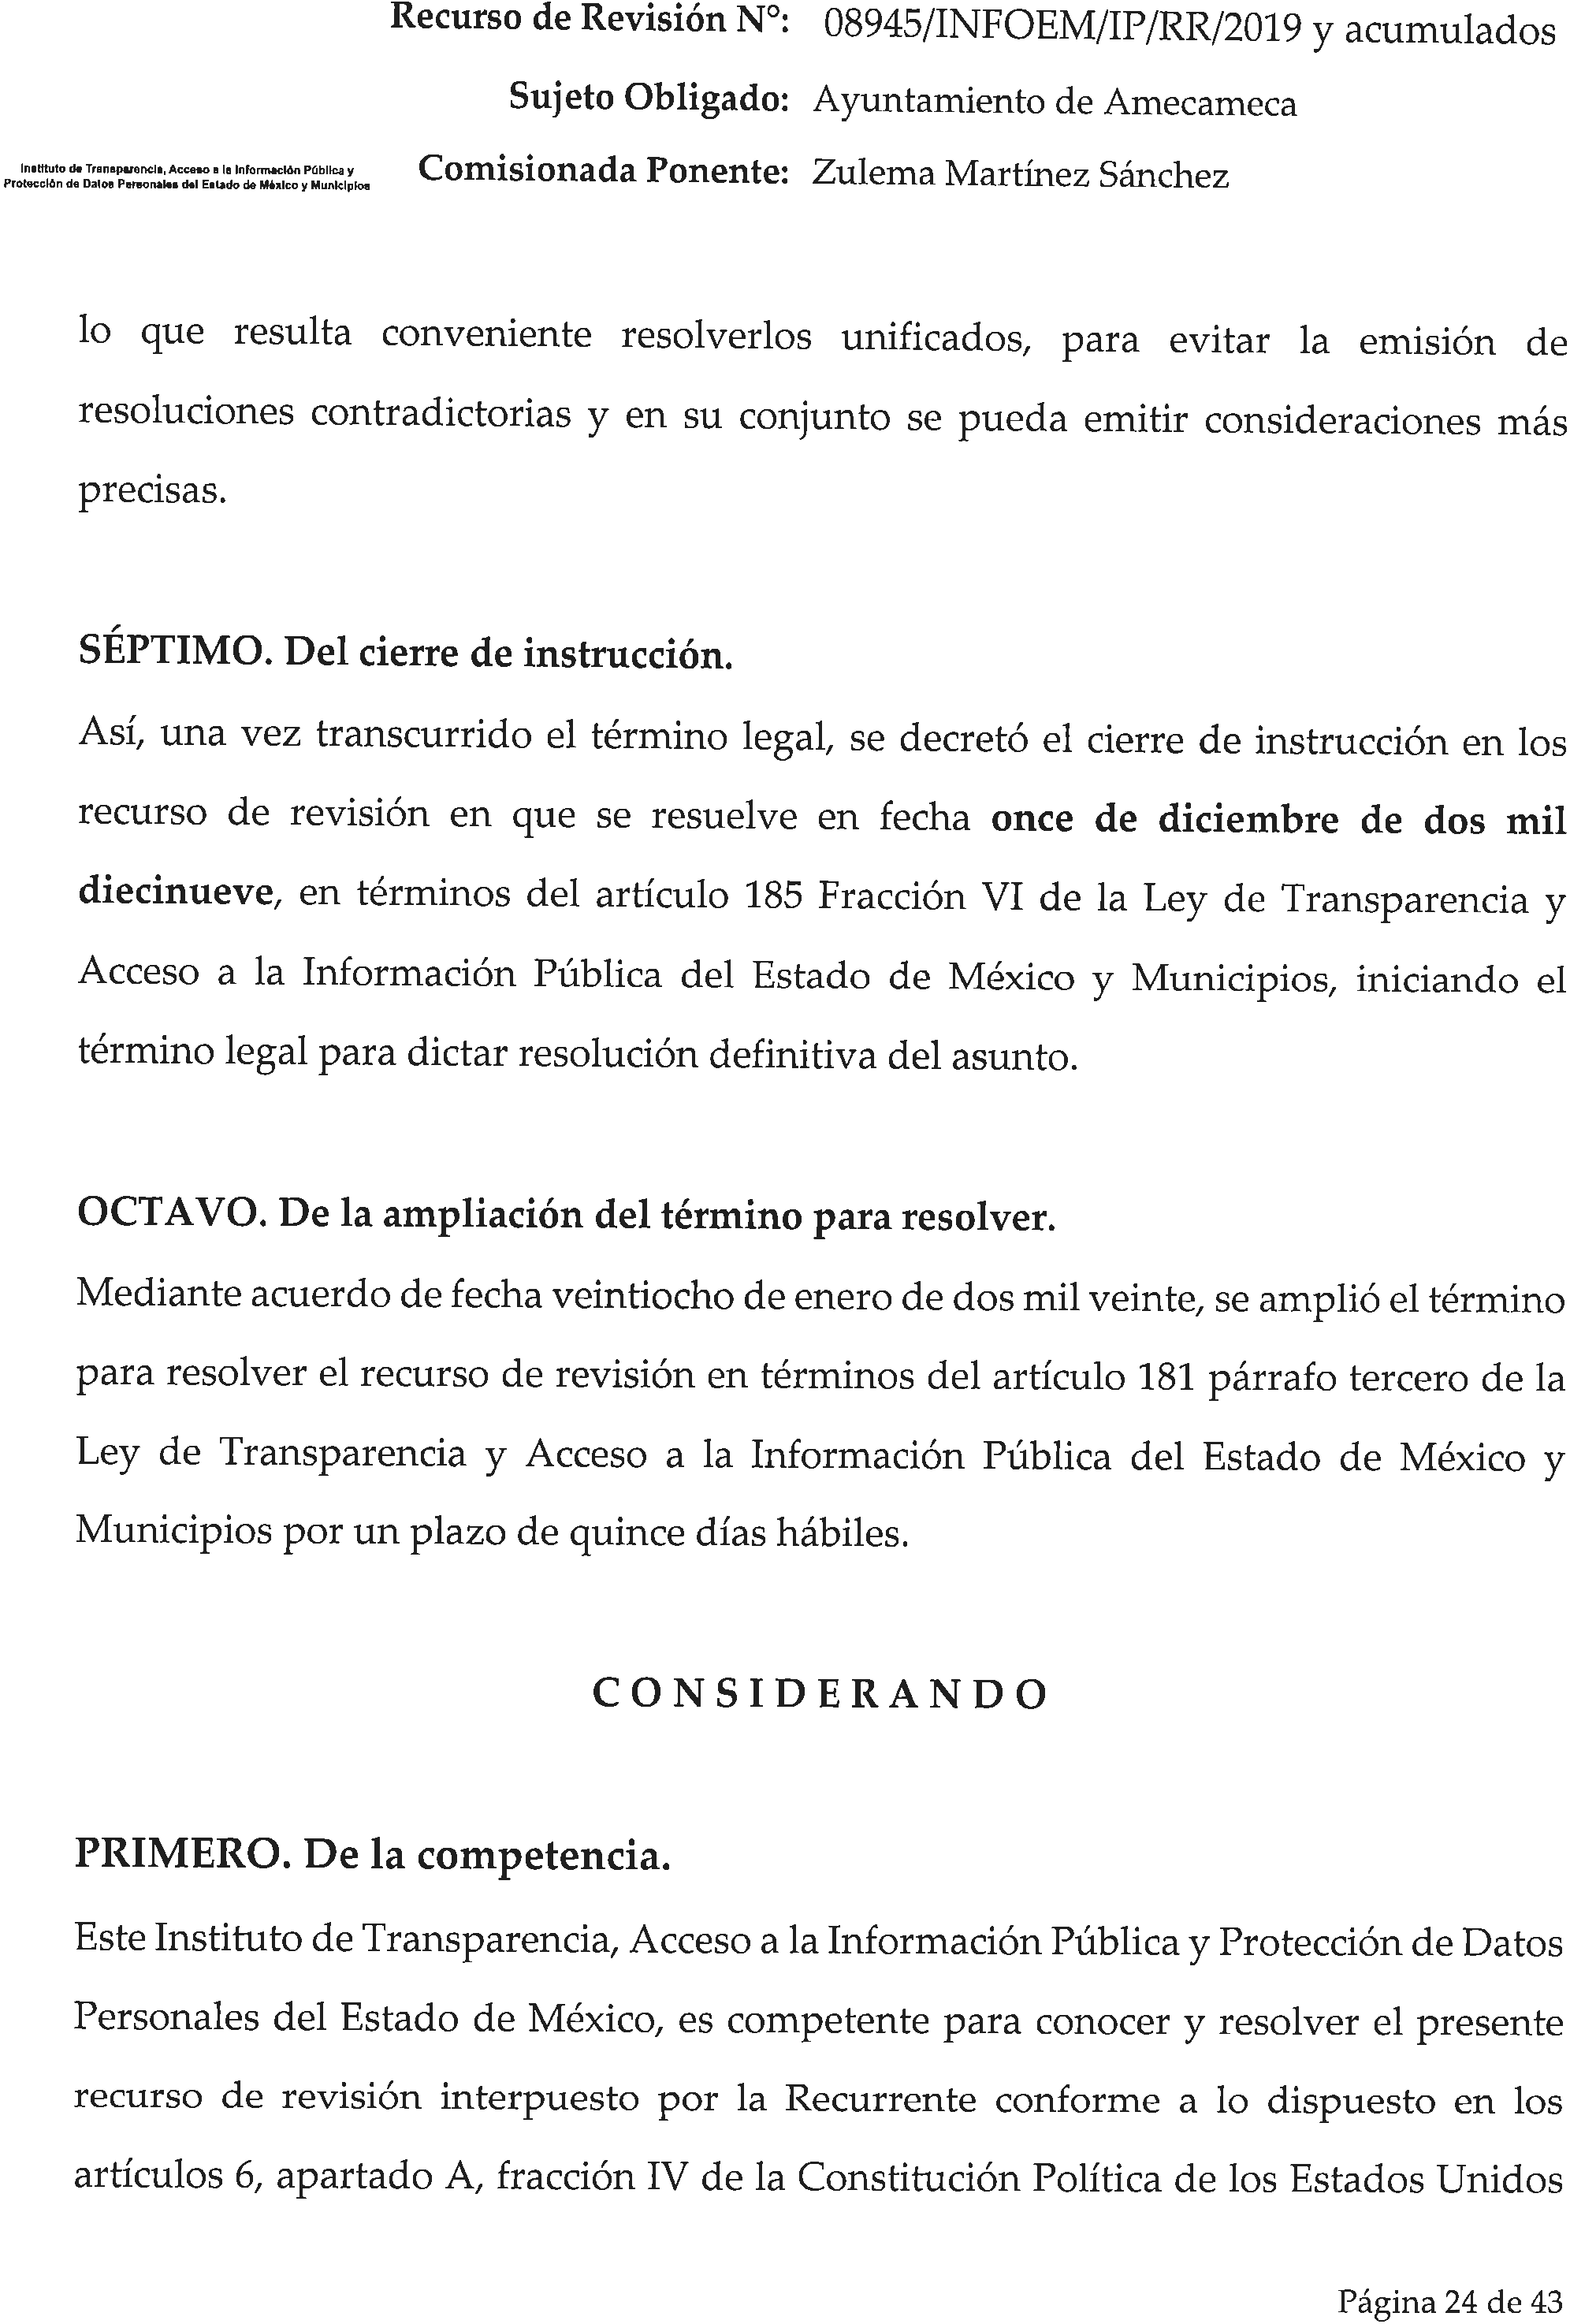 Recurso de Revisión N°: 08945/INFOEM/IP/RR/2019 y acumulados
Sujeto Obligado: Ayuntamiento de Amecameca
Instituto de Transparencia, Acceso a la Información Pública y
Protección de Datos Personales del Estado de México y Municipios
Comisionada Ponente: Zulema Martínez Sánchez
lo que resulta conveniente resolverlos unificados, para evitar la emisión de
resoluciones contradictorias y en su conjunto se pueda emitir consideraciones más
precisas.
SÉPTIMO. Del cierre de instrucción.
Así, una vez transcurrido el término legal, se decretó el cierre de instrucción en los
recurso de revisión en que se resuelve en fecha once de diciembre de dos mil
diecinueve, en términos del artículo 185 Fracción VI de la Ley de Transparencia y
Acceso a la Información Pública del Estado de México y Municipios, iniciando el
término legal para dictar resolución definitiva del asunto.
OCTAVO. De la ampliación del término para resolver.
Mediante acuerdo de fecha veintiocho de enero de dos mil veinte, se amplió el término
para resolver el recurso de revisión en términos del artículo 181 párrafo tercero de la
Ley de Transparencia y Acceso a la Información Pública del Estado de México y
Municipios por un plazo de quince días hábiles.
C O N S I D E R A N D O
PRIMERO. De la competencia.
Este Instituto de Transparencia, Acceso a la Información Pública y Protección de Datos
Personales del Estado de México, es competente para conocer y resolver el presente
recurso de revisión interpuesto por la Recurrente conforme a lo dispuesto en los
artículos 6, apartado A, fracción IV de la Constitución Política de los Estados Unidos
Página 24 de 43